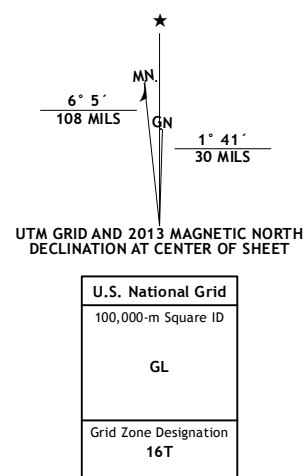 MN.
GN
6° 5´
108 MILS
1° 41´
30 MILS
UTM GRID AND 2013 MAGNETIC NORTH
DECLINATION AT CENTER OF SHEET
U.S. National Grid
100,000-m Square ID
GL
Grid Zone Designation
16T